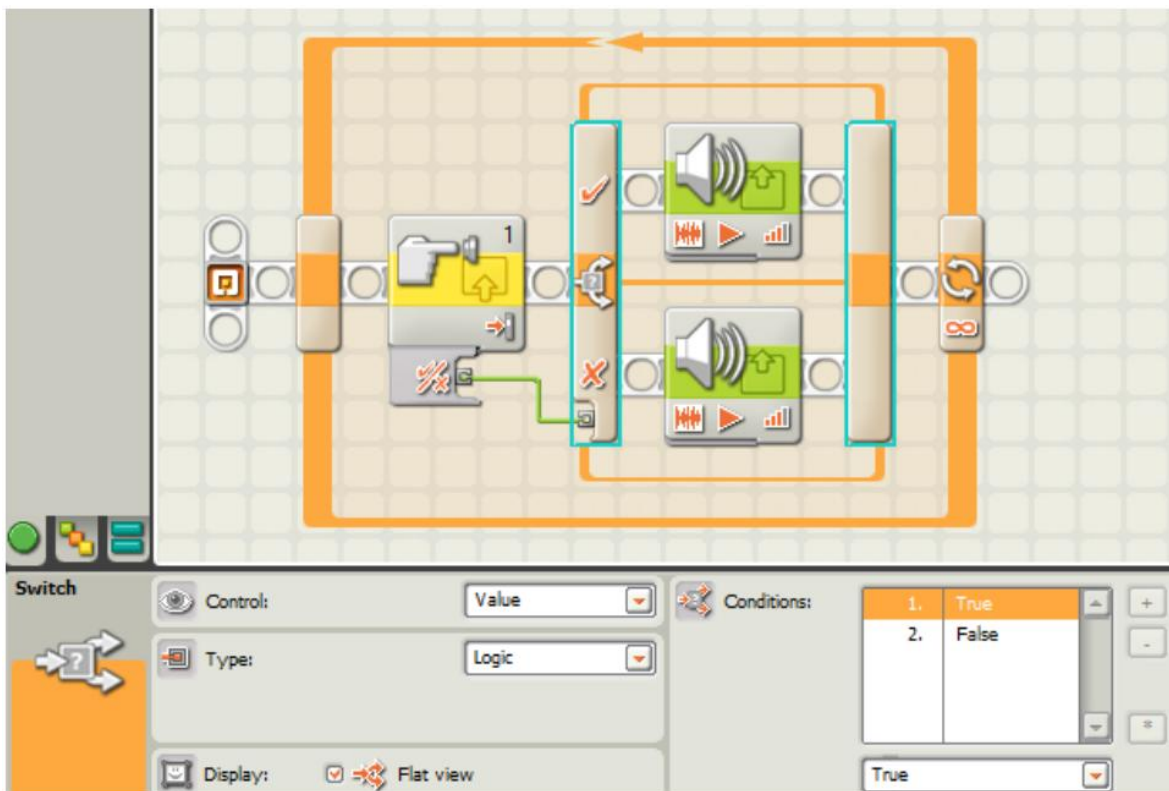 1
Switch
Control:
Value
Conditions:
1. True
2. False
+
-
Type:
Logic
Display:
Flat view
True